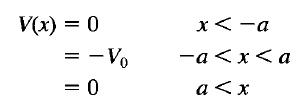 V(x) = 0 x < −a
= −V₀ −a < x < a
= 0 a < x